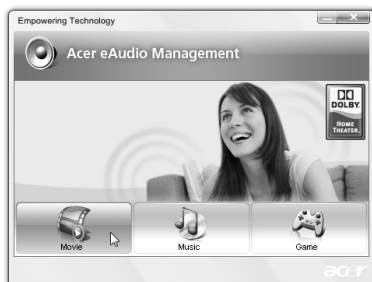 Empowering Technology
Acer eAudio Management
DOLBY
HOME
THEATER
Movie
Music
Game
acer